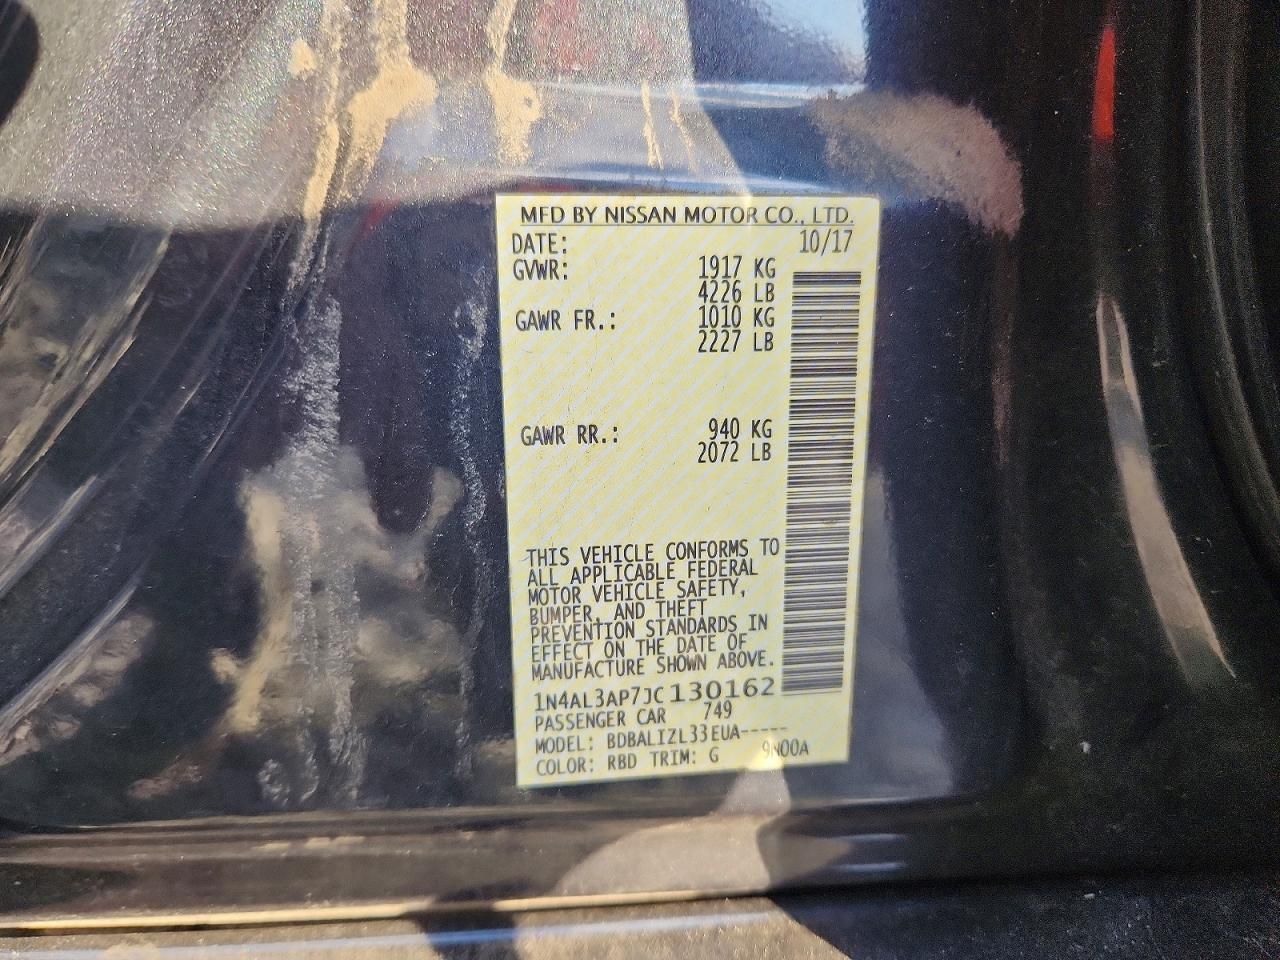 MFD BY NISSAN MOTOR CO., LTD.
DATE: 10/17
GVWR: 1917 KG
4226 LB
GAWR FR.: 1010 KG
2227 LB
GAWR RR.: 940 KG
2072 LB
THIS VEHICLE CONFORMS TO
ALL APPLICABLE FEDERAL
MOTOR VEHICLE SAFETY,
BUMPER, AND THEFT
PREVENTION STANDARDS IN
EFFECT ON THE DATE OF
MANUFACTURE SHOWN ABOVE.
1N4AL3AP7JC130162
PASSENGER CAR 749
MODEL: BDBALIZL33EUA-----
COLOR: RBD TRIM: G 9N00A